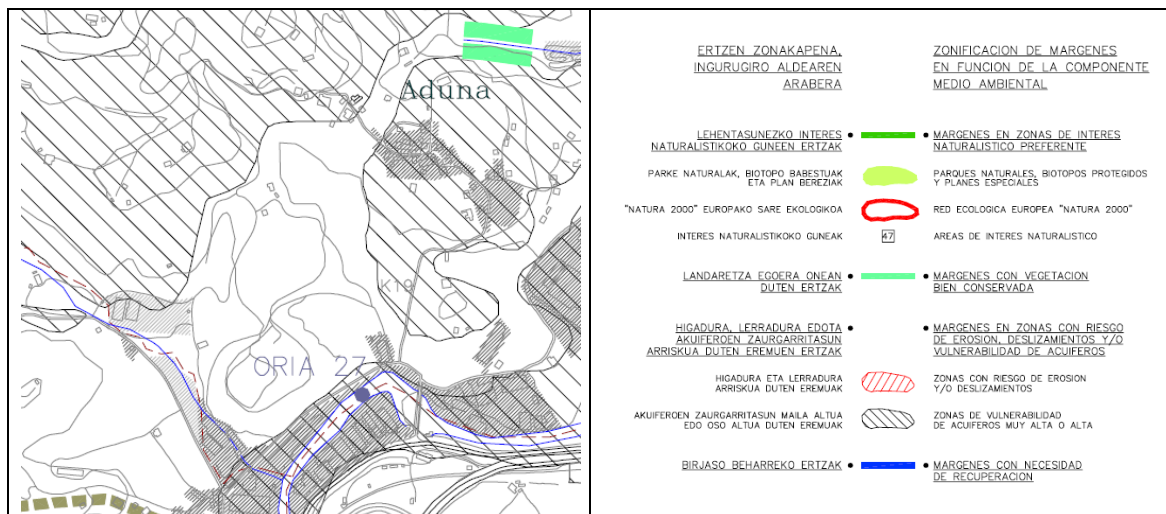 Aduna
K19
ORIA 27
ERTZEN ZONAKAPENA,
INGURUGIRO ALDEAREN
ARABERA
ZONIFICACION DE MARGENES
EN FUNCION DE LA COMPONENTE
MEDIO AMBIENTAL
LEHENTASUNEZKO INTERES
NATURALISTIKOKO GUNEEN ERTZAK
MARGENES EN ZONAS DE INTERES
NATURALISTICO PREFERENTE
PARKE NATURALAK, BIOTOPO BABESTUAK
ETA PLAN BEREZIAK
PARQUES NATURALES, BIOTOPOS PROTEGIDOS
Y PLANES ESPECIALES
"NATURA 2000" EUROPAKO SARE EKOLOGIKOA
RED ECOLOGICA EUROPEA "NATURA 2000"
INTERES NATURALISTIKOKO GUNEAK
47
AREAS DE INTERES NATURALISTICO
LANDARETZA EGOERA ONEAN
DUTEN ERTZAK
MARGENES CON VEGETACION
BIEN CONSERVADA
HIGADURA, LERRADURA EDOTA
AKUIFEROEN ZAURGARRITASUN
ARRISKUA DUTEN EREMUEN ERTZAK
MARGENES EN ZONAS CON RIESGO
DE EROSION, DESLIZAMIENTOS Y/O
VULNERABILIDAD DE ACUIFEROS
HIGADURA ETA LERRADURA
ARRISKUA DUTEN EREMUAK
ZONAS CON RIESGO DE EROSION
Y/O DESLIZAMIENTOS
AKUIFEROEN ZAURGARRITASUN MAILA ALTUA
EDO OSO ALTUA DUTEN EREMUAK
ZONAS DE VULNERABILIDAD
DE ACUIFEROS MUY ALTA O ALTA
BIRJASO BEHARREKO ERTZAK
MARGENES CON NECESIDAD
DE RECUPERACION